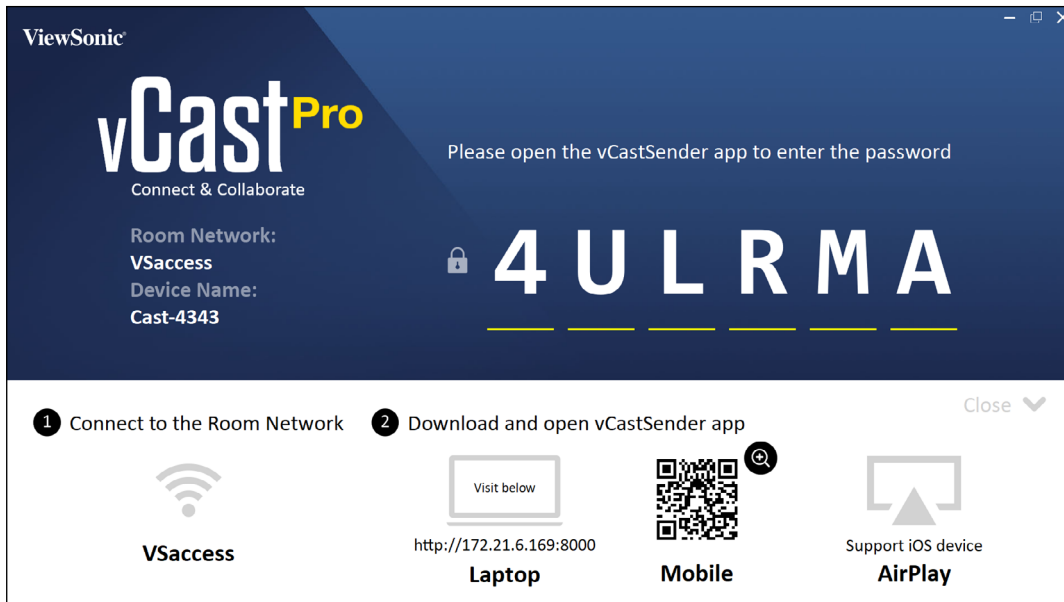 ViewSonic®
vCast Pro
Connect & Collaborate
Room Network:
VSaccess
Device Name:
Cast-4343
Please open the vCastSender app to enter the password
4 U L R M A
Close
1 Connect to the Room Network
VSaccess
2 Download and open vCastSender app
Visit below
http://172.21.6.169:8000
Laptop
Mobile
Support iOS device
AirPlay